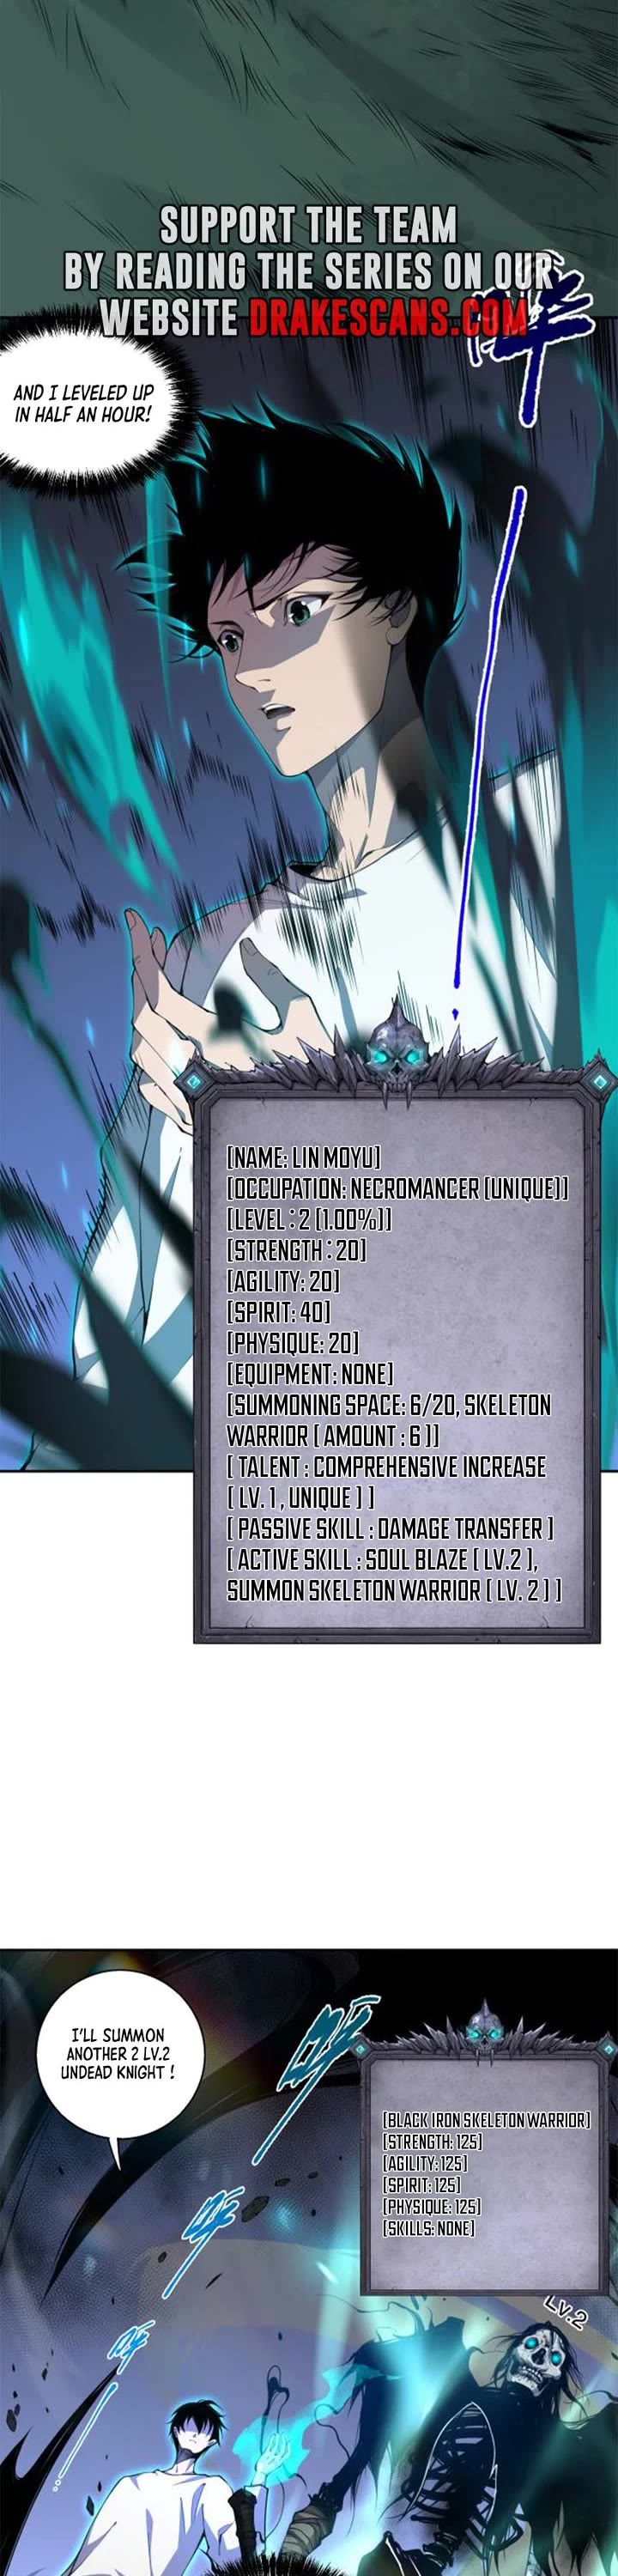 SUPPORT THE TEAM
BY READING THE SERIES ON OUR
WEBSITE DRAKESCANS.COM
AND I LEVELED UP
IN HALF AN HOUR!
[NAME: LIN MOYU]
[OCCUPATION: NECROMANCER [UNIQUE]]
[LEVEL : 2 [1.00%]]
[STRENGTH : 20]
[AGILITY: 20]
[SPIRIT: 40]
[PHYSIQUE: 20]
[EQUIPMENT: NONE]
[SUMMONING SPACE: 6/20, SKELETON
WARRIOR [ AMOUNT : 6 ]]
[ TALENT : COMPREHENSIVE INCREASE
[ LV. 1 , UNIQUE ] ]
[ PASSIVE SKILL : DAMAGE TRANSFER ]
[ ACTIVE SKILL : SOUL BLAZE [ LV.2 ],
SUMMON SKELETON WARRIOR [ LV. 2 ] ]
I'LL SUMMON
ANOTHER 2 LV.2
UNDEAD KNIGHT !
[BLACK IRON SKELETON WARRIOR]
[STRENGTH: 125]
[AGILITY: 125]
[SPIRIT: 125]
[PHYSIQUE: 125]
[SKILLS: NONE]
LV.2